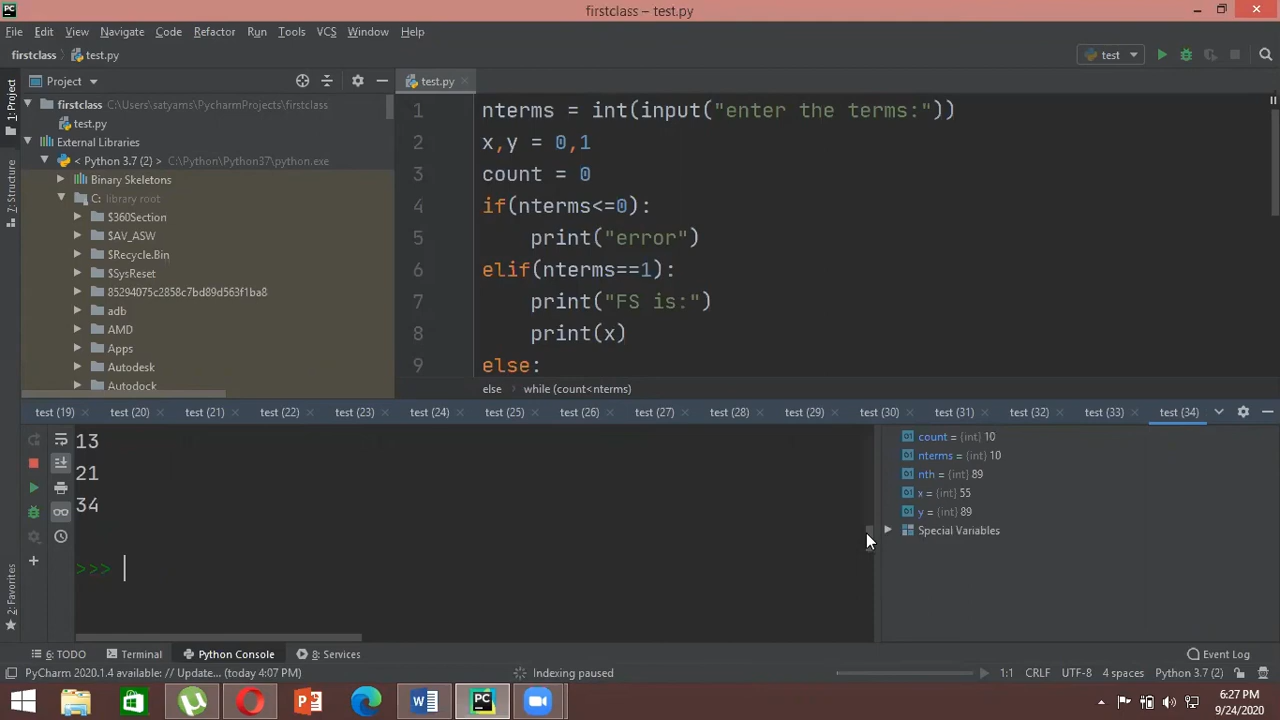 firstclass – test.py
File Edit View Navigate Code Refactor Run Tools VCS Window Help
firstclass test.py test
1: Project
Z: Structure
2: Favorites
Project
test.py
firstclass C:\Users\satyams\PycharmProjects\firstclass
test.py
External Libraries
< Python 3.7 (2) > C:\Python\Python37\python.exe
Binary Skeletons
C: library root
$360Section
$AV_ASW
$Recycle.Bin
$SysReset
85294075c2858c7bd89d563f1ba8
adb
AMD
Apps
Autodesk
Autodock
1 nterms = int(input("enter the terms:"))
2 x,y = 0,1
3 count = 0
4 if(nterms<=0):
5 print("error")
6 elif(nterms==1):
7 print("FS is:")
8 print(x)
9 else:
else while (count<nterms)
test (19) test (20) test (21) test (22) test (23) test (24) test (25) test (26) test (27) test (28) test (29) test (30) test (31) test (32) test (33) test (34)
13
21
34
>>>
count = {int} 10
nterms = {int} 10
nth = {int} 89
x = {int} 55
y = {int} 89
Special Variables
6: TODO Terminal Python Console 8: Services Event Log
PyCharm 2020.1.4 available: // Update... (today 4:07 PM) Indexing paused 1:1 CRLF UTF-8 4 spaces Python 3.7 (2)
6:27 PM
9/24/2020